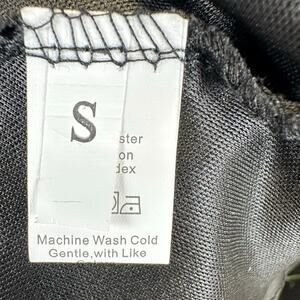 S
ster
on
dex
Machine Wash Cold
Gentle,with Like